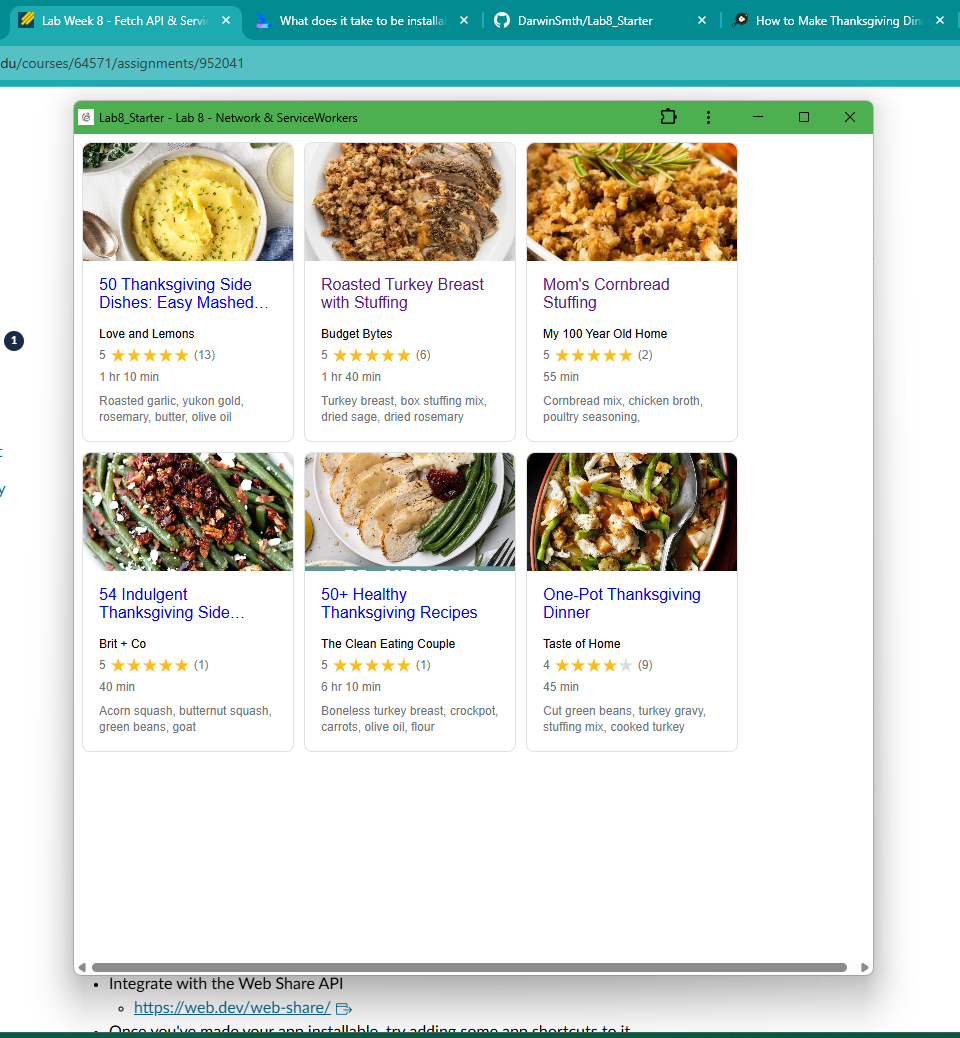 Lab Week 8 - Fetch API & Servi
What does it take to be installa
DarwinSmth/Lab8_Starter
How to Make Thanksgiving Din
du/courses/64571/assignments/952041
Lab8_Starter - Lab 8 - Network & ServiceWorkers
50 Thanksgiving Side
Dishes: Easy Mashed…
Love and Lemons
5 ★★★★★ (13)
1 hr 10 min
Roasted garlic, yukon gold,
rosemary, butter, olive oil
Roasted Turkey Breast
with Stuffing
Budget Bytes
5 ★★★★★ (6)
1 hr 40 min
Turkey breast, box stuffing mix,
dried sage, dried rosemary
Mom's Cornbread
Stuffing
My 100 Year Old Home
5 ★★★★★ (2)
55 min
Cornbread mix, chicken broth,
poultry seasoning,
1
54 Indulgent
Thanksgiving Side…
Brit + Co
5 ★★★★★ (1)
40 min
Acorn squash, butternut squash,
green beans, goat
50+ Healthy
Thanksgiving Recipes
The Clean Eating Couple
5 ★★★★★ (1)
6 hr 10 min
Boneless turkey breast, crockpot,
carrots, olive oil, flour
One-Pot Thanksgiving
Dinner
Taste of Home
4 ★★★★★ (9)
45 min
Cut green beans, turkey gravy,
stuffing mix, cooked turkey
y
• Integrate with the Web Share API
https://web.dev/web-share/
Once you've made your app installable, try adding some app shortcuts to it